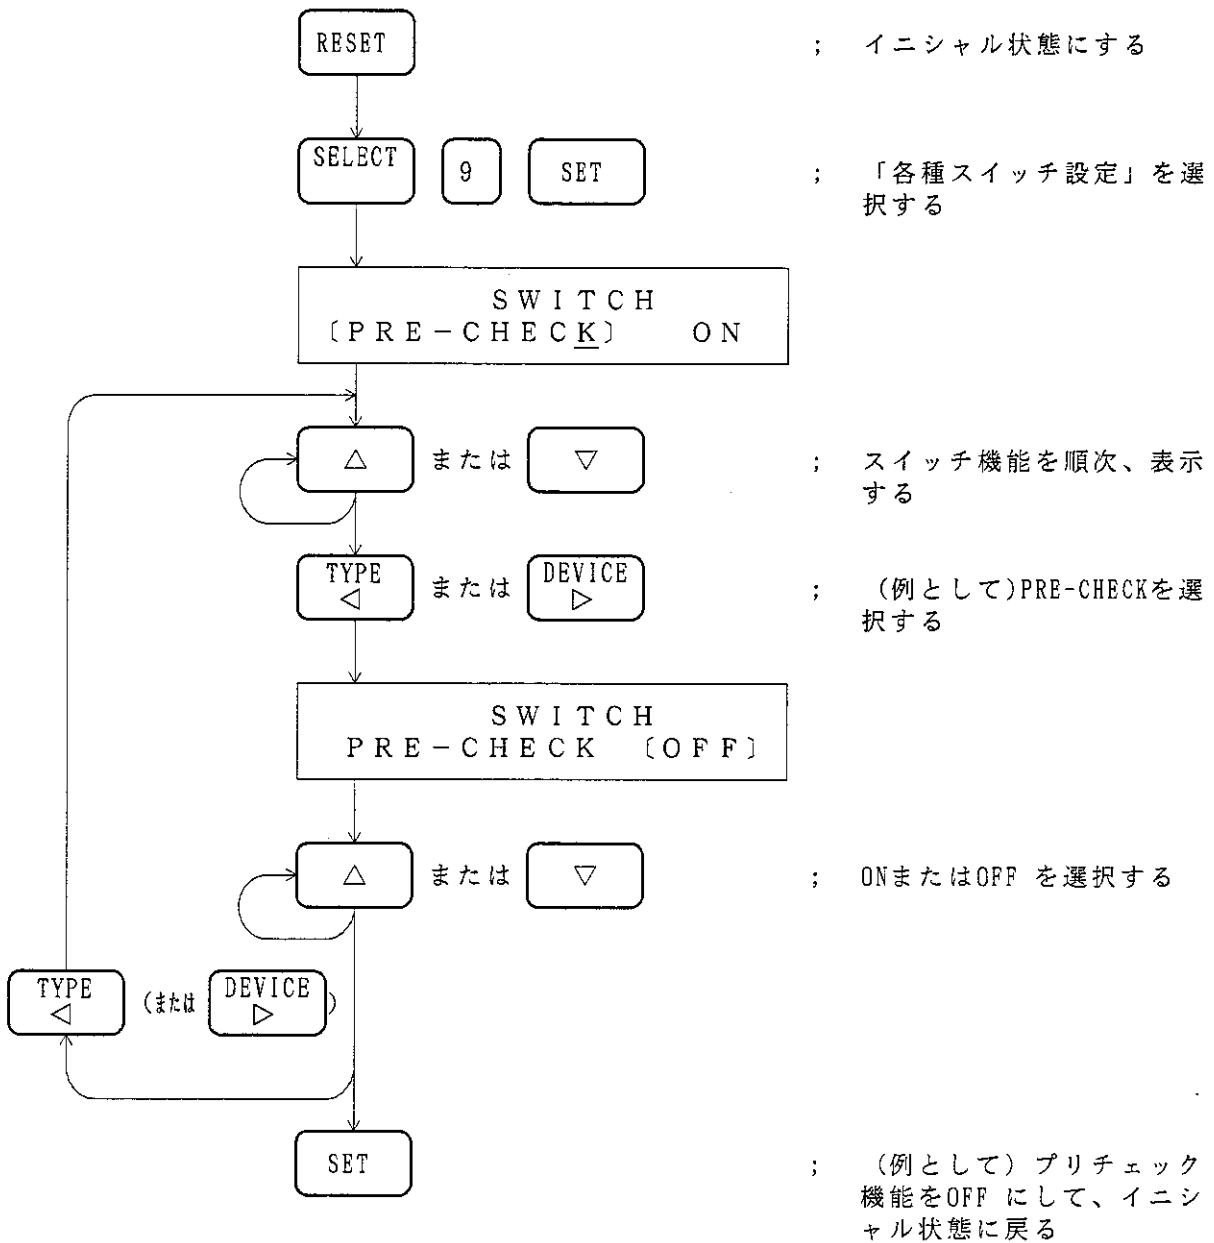 RESET ; イニシャル状態にする
SELECT 9 SET ; 「各種スイッチ設定」を選
択する
SWITCH
〔PRE-CHECK〕 ON
△ または ▽ ; スイッチ機能を順次、表示
する
TYPE ◁ または DEVICE ▷ ; (例として)PRE-CHECKを選
択する
SWITCH
PRE-CHECK 〔OFF〕
△ または ▽ ; ONまたはOFF を選択する
TYPE ◁ (または DEVICE ▷)
SET ; (例として)プリチェック
機能をOFF にして、イニシ
ャル状態に戻る